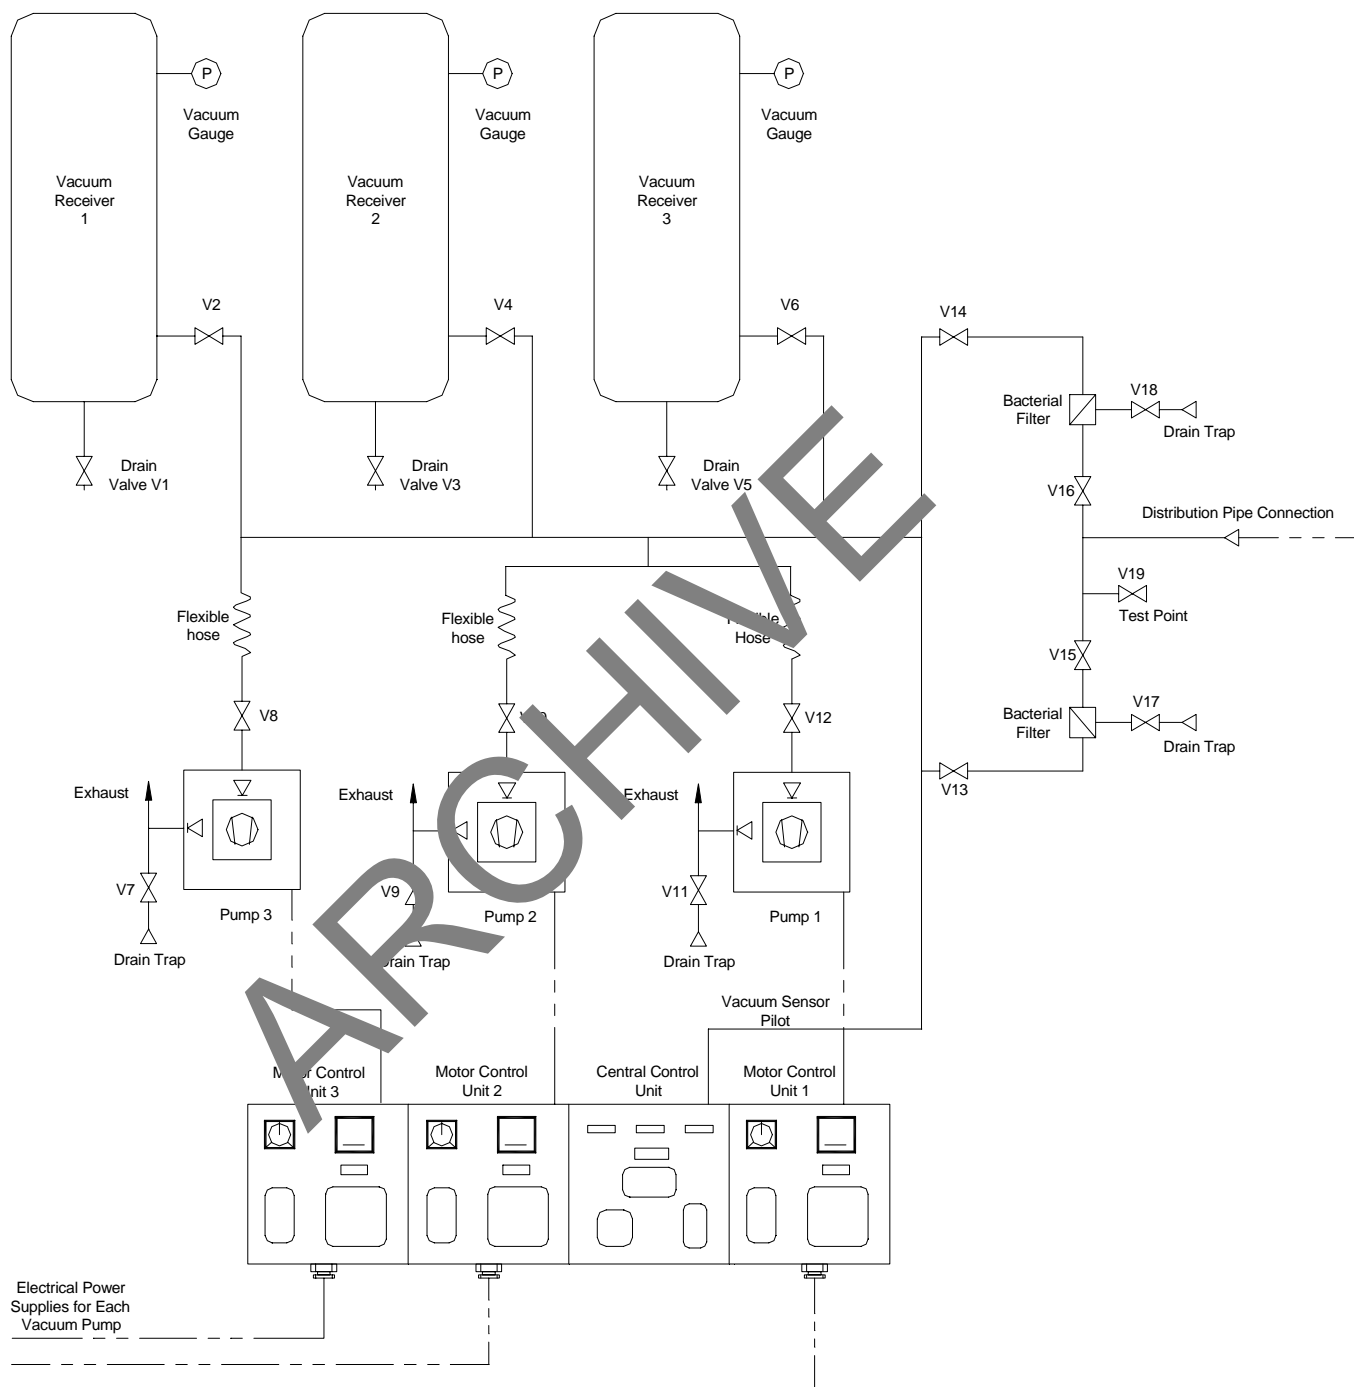 P
P
P
Vacuum
Gauge
Vacuum
Gauge
Vacuum
Gauge
Vacuum
Receiver
1
Vacuum
Receiver
2
Vacuum
Receiver
3
V2
V4
V6
V14
Bacterial
Filter
V18
Drain Trap
Drain
Valve V1
Drain
Valve V3
Drain
Valve V5
V16
Distribution Pipe Connection
V19
Test Point
Flexible
hose
Flexible
hose
Hose
V15
V8
V12
Bacterial
Filter
V17
Drain Trap
V13
Exhaust
Exhaust
Exhaust
V7
V9
V11
Pump 3
Pump 2
Pump 1
Drain Trap
Drain Trap
Drain Trap
Vacuum Sensor
Pilot
Motor Control
Unit 3
Motor Control
Unit 2
Central Control
Unit
Motor Control
Unit 1
Electrical Power
Supplies for Each
Vacuum Pump
ARCHIVE